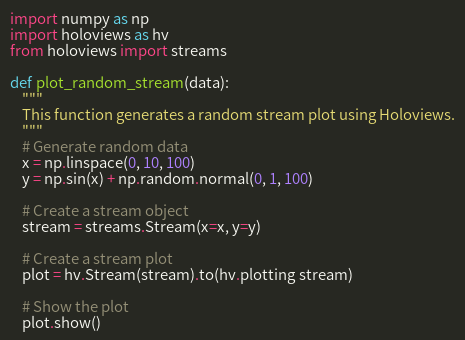 import numpy as np
import holoviews as hv
from holoviews import streams

def plot_random_stream(data):
    """
    This function generates a random stream plot using Holoviews.
    """
    # Generate random data
    x = np.linspace(0, 10, 100)
    y = np.sin(x) + np.random.normal(0, 1, 100)

    # Create a stream object
    stream = streams.Stream(x=x, y=y)

    # Create a stream plot
    plot = hv.Stream(stream).to(hv.plotting stream)

    # Show the plot
    plot.show()